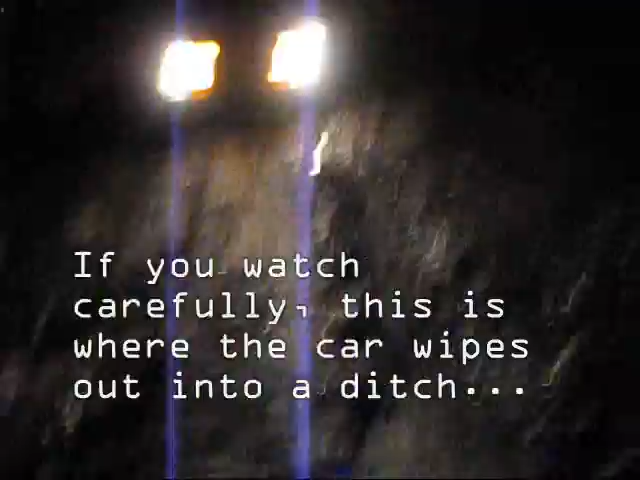 If you watch
carefully, this is
where the car wipes
out into a ditch...